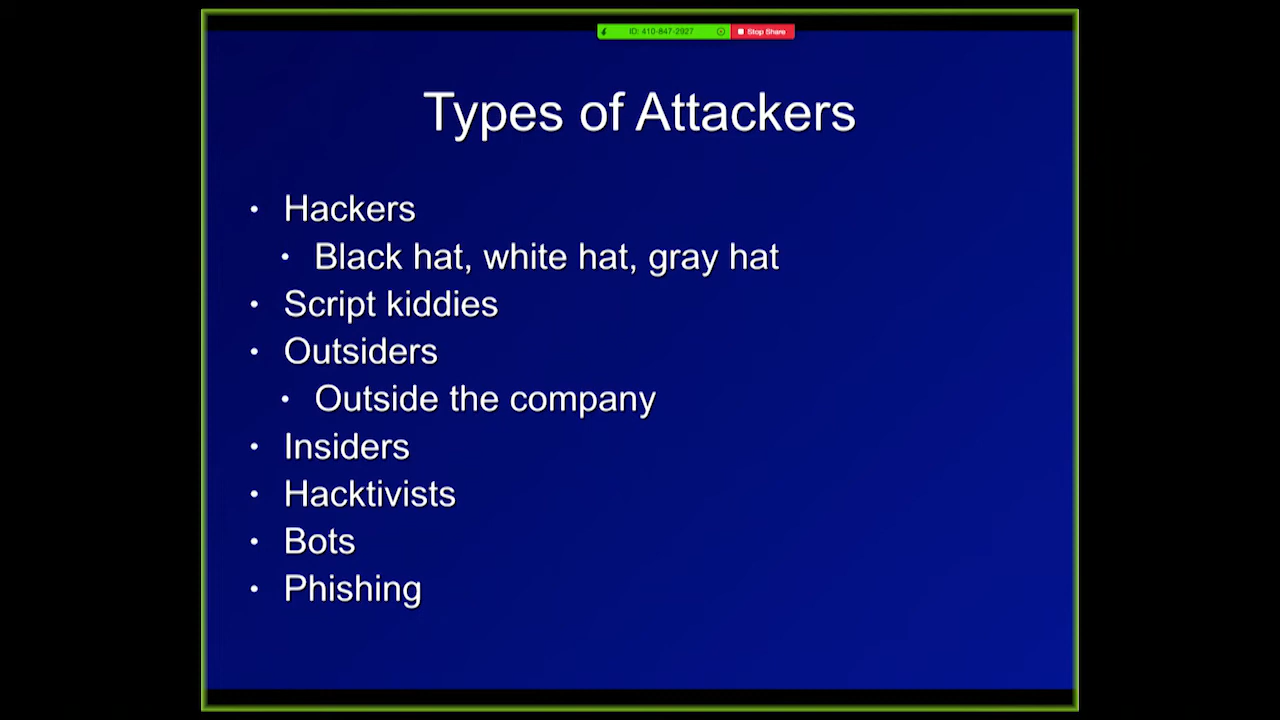 ID: 410-847-2927
Stop Share
Types of Attackers
• Hackers
• Black hat, white hat, gray hat
• Script kiddies
• Outsiders
• Outside the company
• Insiders
• Hacktivists
• Bots
• Phishing